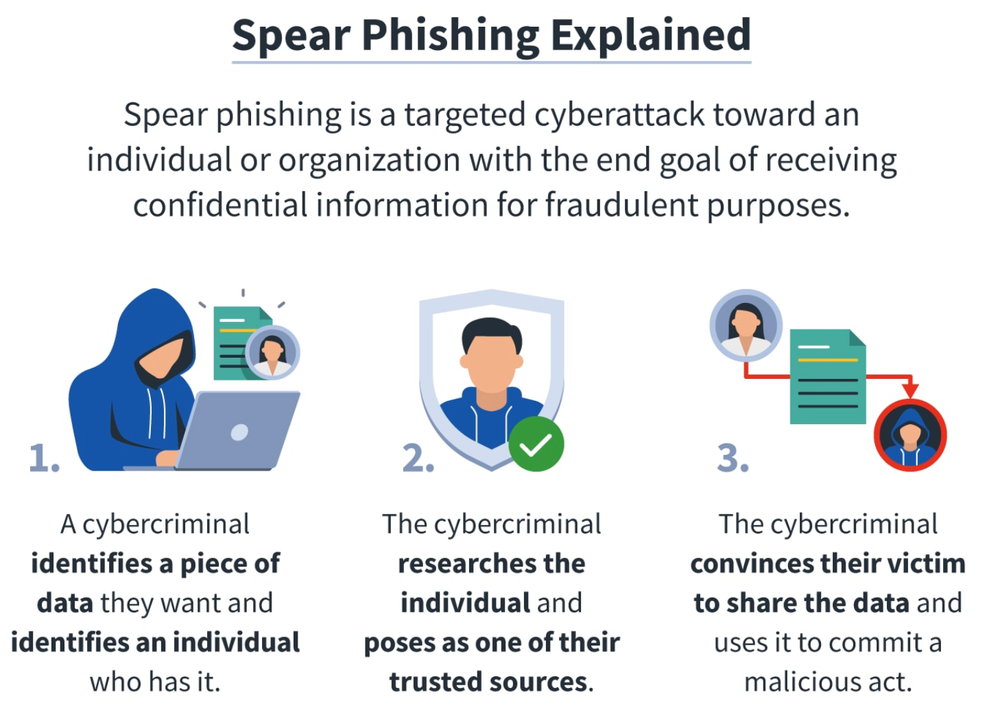 Spear Phishing Explained
Spear phishing is a targeted cyberattack toward an
individual or organization with the end goal of receiving
confidential information for fraudulent purposes.
1.
A cybercriminal
identifies a piece of
data they want and
identifies an individual
who has it.
2.
The cybercriminal
researches the
individual and
poses as one of their
trusted sources.
3.
The cybercriminal
convinces their victim
to share the data and
uses it to commit a
malicious act.